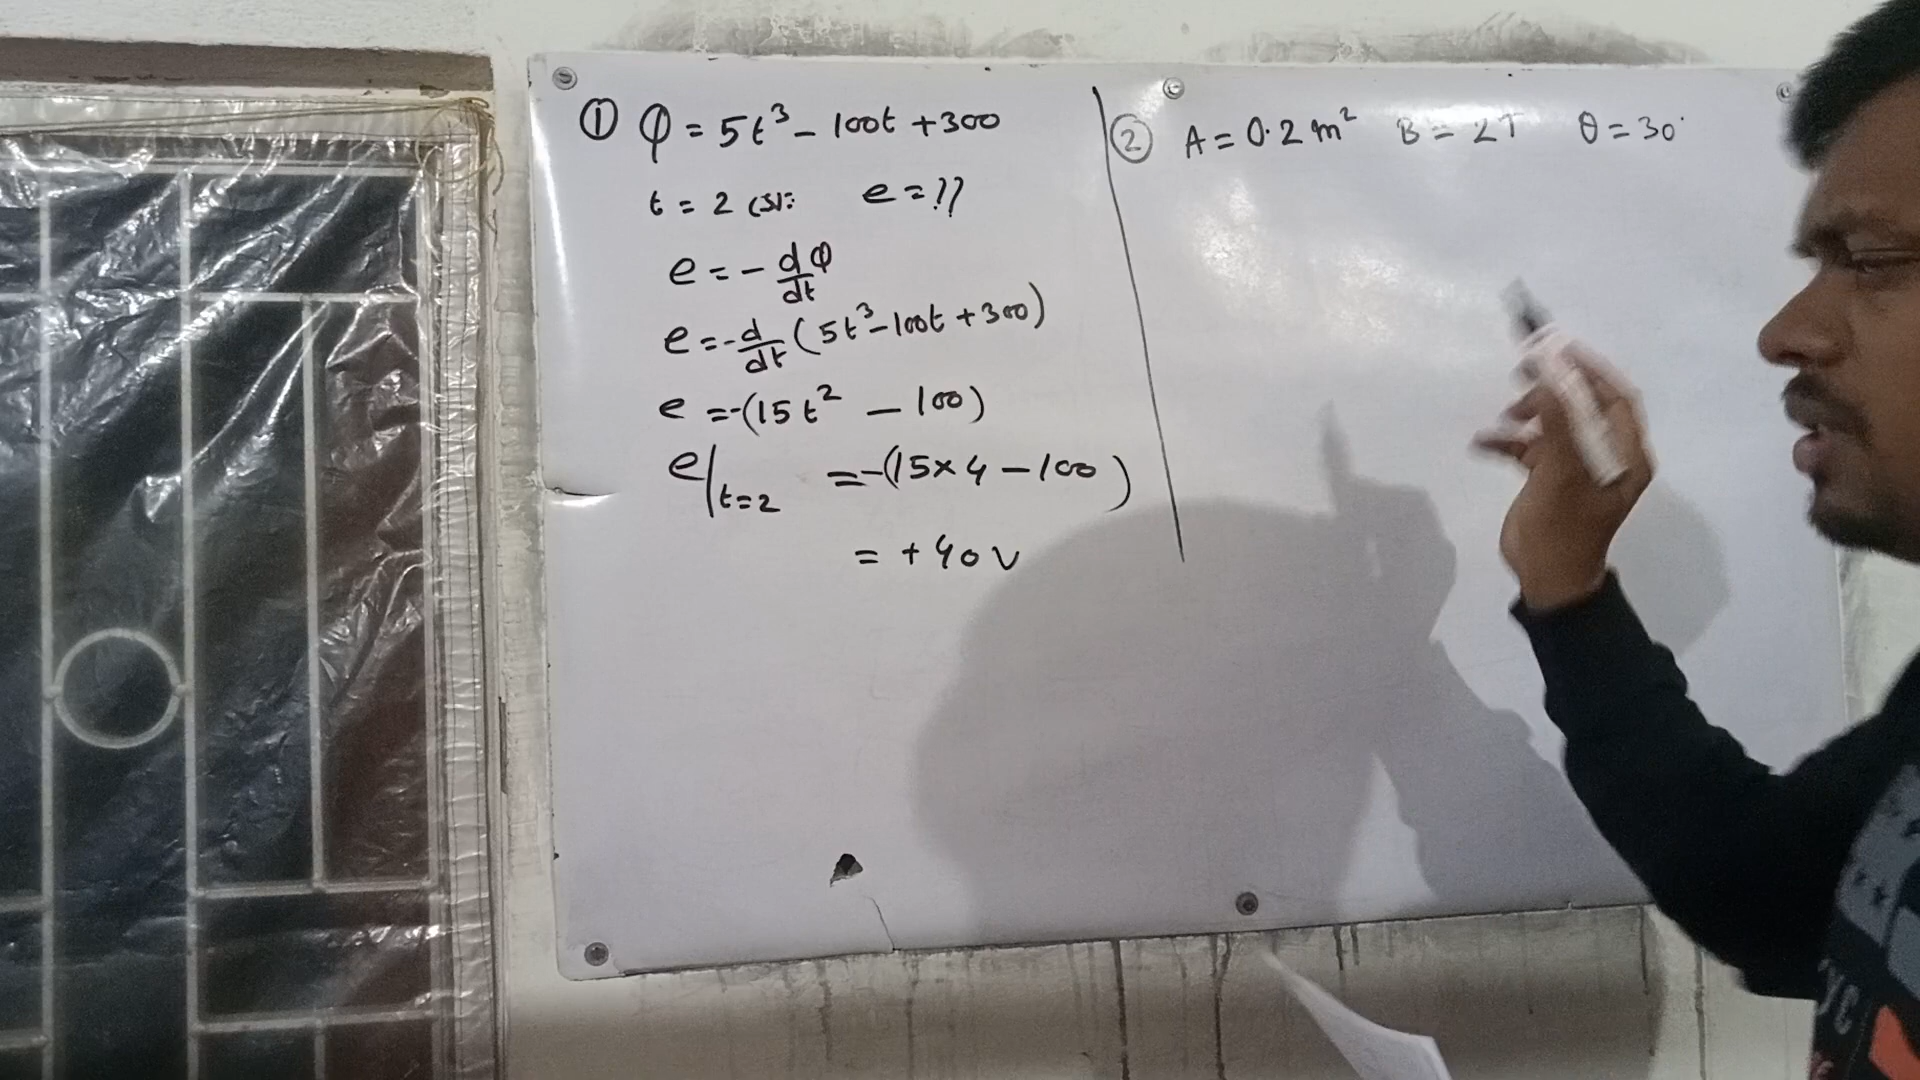 ① φ = 5t³ - 100t + 300
t = 2 e = ??
e = - dφ/dt
e = - d/dt (5t³ - 100t + 300)
e = -(15t² - 100)
e|t=2 = -(15×4 - 100)
= +40 V
② A = 0.2 m² B = 2T θ = 30°